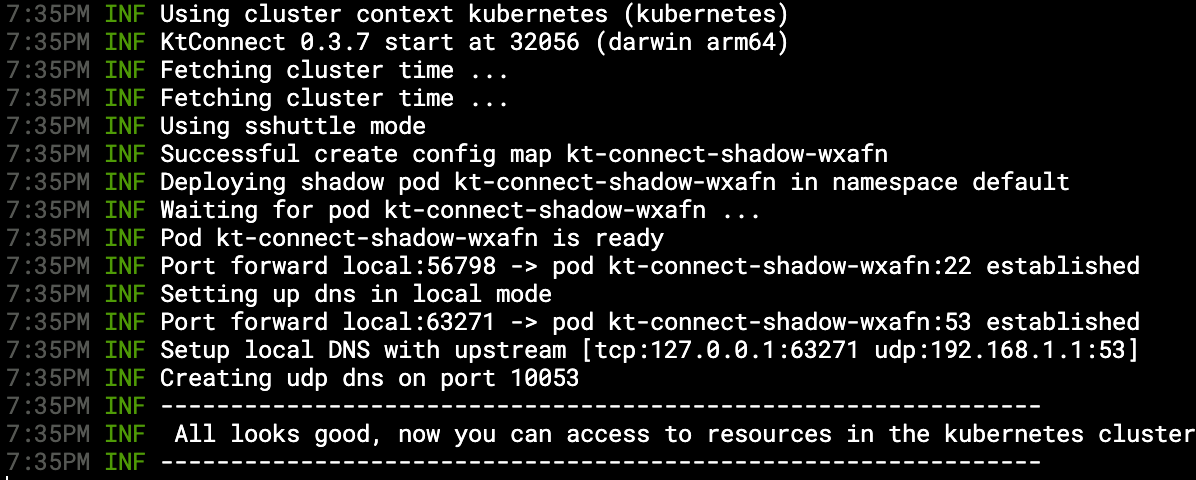 7:35PM INF Using cluster context kubernetes (kubernetes)
7:35PM INF KtConnect 0.3.7 start at 32056 (darwin arm64)
7:35PM INF Fetching cluster time ...
7:35PM INF Fetching cluster time ...
7:35PM INF Using sshuttle mode
7:35PM INF Successful create config map kt-connect-shadow-wxafn
7:35PM INF Deploying shadow pod kt-connect-shadow-wxafn in namespace default
7:35PM INF Waiting for pod kt-connect-shadow-wxafn ...
7:35PM INF Pod kt-connect-shadow-wxafn is ready
7:35PM INF Port forward local:56798 -> pod kt-connect-shadow-wxafn:22 established
7:35PM INF Setting up dns in local mode
7:35PM INF Port forward local:63271 -> pod kt-connect-shadow-wxafn:53 established
7:35PM INF Setup local DNS with upstream [tcp:127.0.0.1:63271 udp:192.168.1.1:53]
7:35PM INF Creating udp dns on port 10053
7:35PM INF ---------------------------------------------------------------
7:35PM INF  All looks good, now you can access to resources in the kubernetes cluster
7:35PM INF ---------------------------------------------------------------